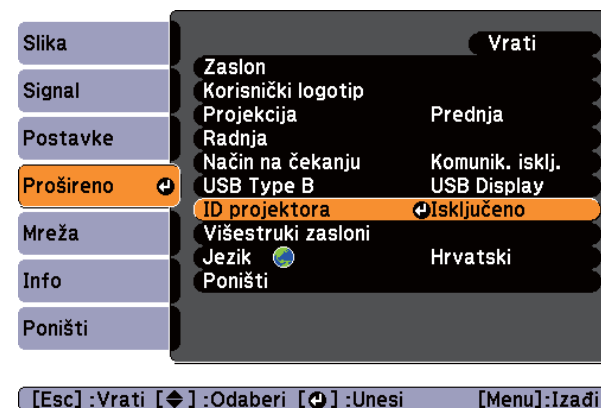 Slika
Signal
Postavke
Prošireno
Mreža
Info
Poništi
Vrati
Zaslon
Korisnički logotip
Projekcija Prednja
Radnja
Način na čekanju Komunik. isklj.
USB Type B USB Display
ID projektora Isključeno
Višestruki zasloni
Jezik Hrvatski
Poništi
[Esc] :Vrati [◆] :Odaberi [⏎] :Unesi [Menu]:Izađi